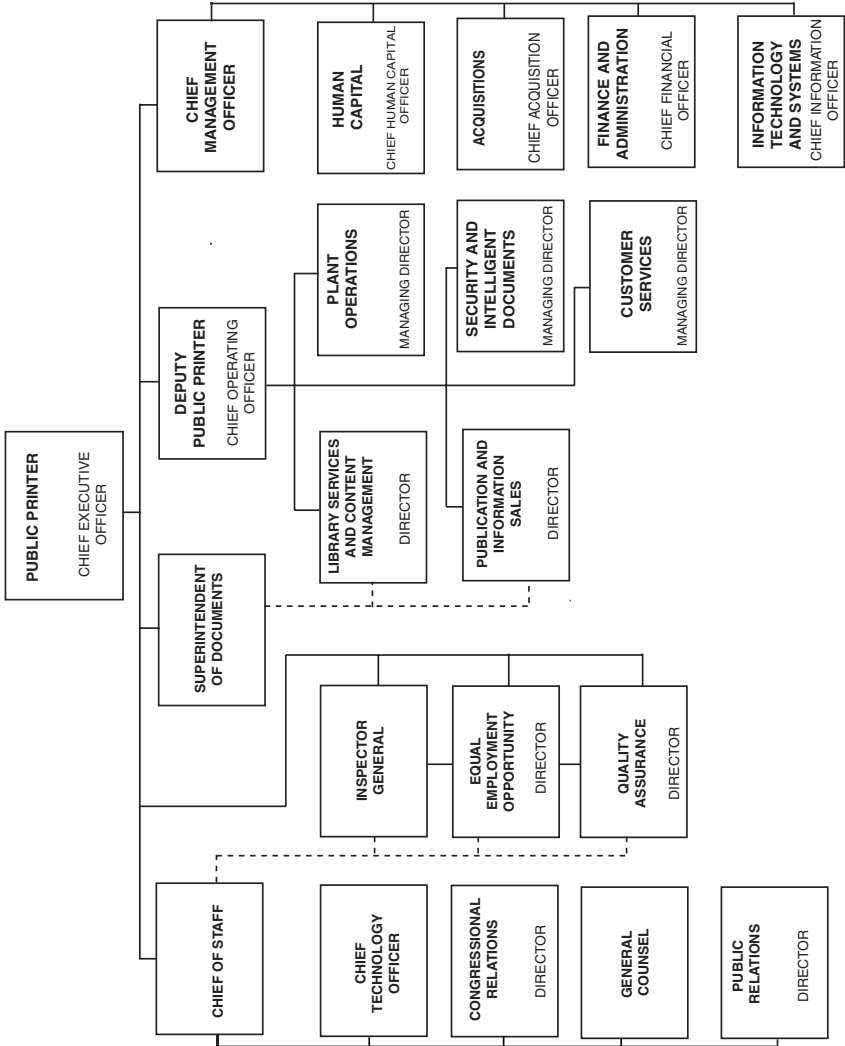 PUBLIC PRINTER
CHIEF EXECUTIVE
OFFICER
CHIEF OF STAFF
SUPERINTENDENT
OF DOCUMENTS
DEPUTY
PUBLIC PRINTER
CHIEF OPERATING
OFFICER
CHIEF
MANAGEMENT
OFFICER
CHIEF
TECHNOLOGY
OFFICER
CONGRESSIONAL
RELATIONS
DIRECTOR
GENERAL
COUNSEL
PUBLIC
RELATIONS
DIRECTOR
INSPECTOR
GENERAL
EQUAL
EMPLOYMENT
OPPORTUNITY
DIRECTOR
QUALITY
ASSURANCE
DIRECTOR
LIBRARY SERVICES
AND CONTENT
MANAGEMENT
DIRECTOR
PUBLICATION AND
INFORMATION
SALES
DIRECTOR
PLANT
OPERATIONS
MANAGING DIRECTOR
SECURITY AND
INTELLIGENT
DOCUMENTS
MANAGING DIRECTOR
CUSTOMER
SERVICES
MANAGING DIRECTOR
HUMAN
CAPITAL
CHIEF HUMAN CAPITAL
OFFICER
ACQUISITIONS
CHIEF ACQUISITION
OFFICER
FINANCE AND
ADMINISTRATION
CHIEF FINANCIAL
OFFICER
INFORMATION
TECHNOLOGY
AND SYSTEMS
CHIEF INFORMATION
OFFICER